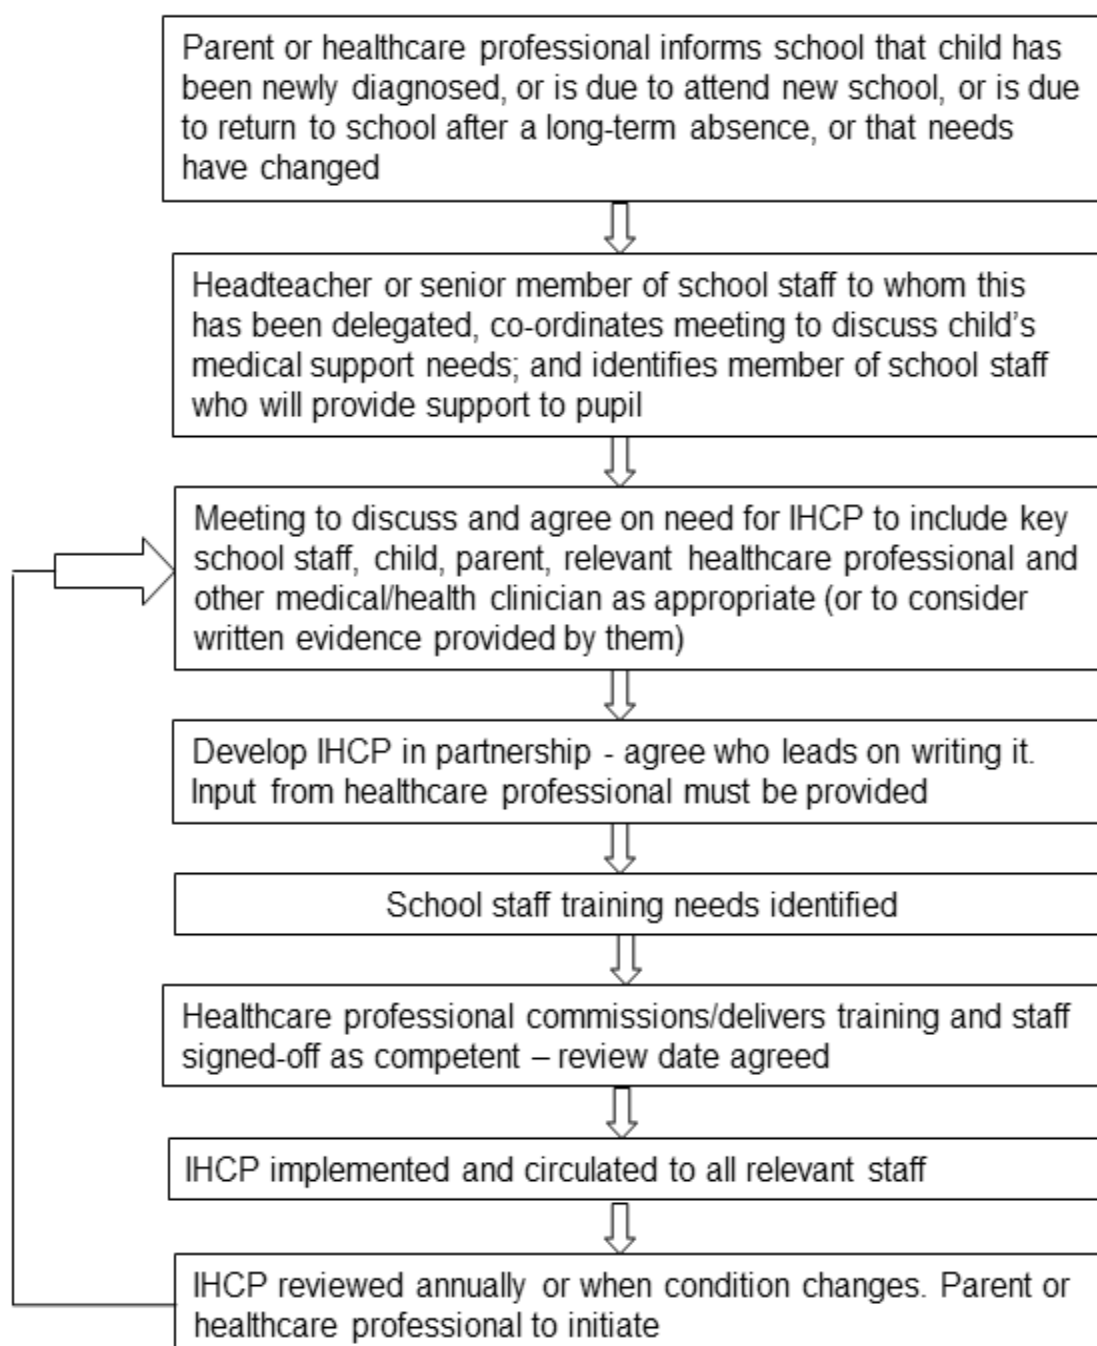 Parent or healthcare professional informs school that child has
been newly diagnosed, or is due to attend new school, or is due
to return to school after a long-term absence, or that needs
have changed
Headteacher or senior member of school staff to whom this
has been delegated, co-ordinates meeting to discuss child's
medical support needs; and identifies member of school staff
who will provide support to pupil
Meeting to discuss and agree on need for IHCP to include key
school staff, child, parent, relevant healthcare professional and
other medical/health clinician as appropriate (or to consider
written evidence provided by them)
Develop IHCP in partnership - agree who leads on writing it.
Input from healthcare professional must be provided
School staff training needs identified
Healthcare professional commissions/delivers training and staff
signed-off as competent – review date agreed
IHCP implemented and circulated to all relevant staff
IHCP reviewed annually or when condition changes. Parent or
healthcare professional to initiate